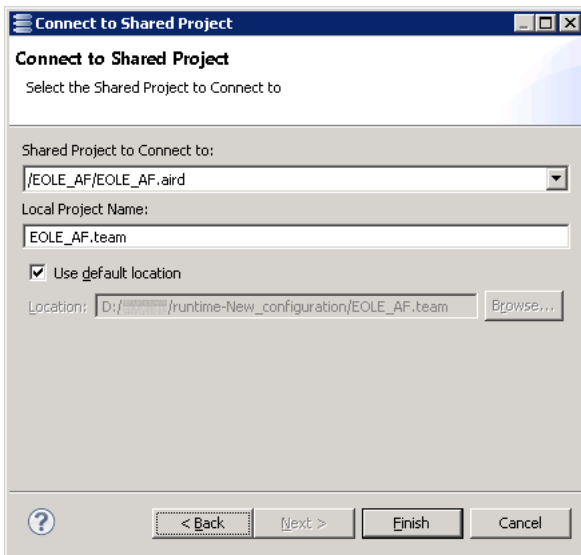 Connect to Shared Project
Connect to Shared Project
Select the Shared Project to Connect to
Shared Project to Connect to:
/EOLE_AF/EOLE_AF.aird
Local Project Name:
EOLE_AF.team
Use default location
Location: D:/ /runtime-New_configuration/EOLE_AF.team Browse...
? < Back Next > Finish Cancel